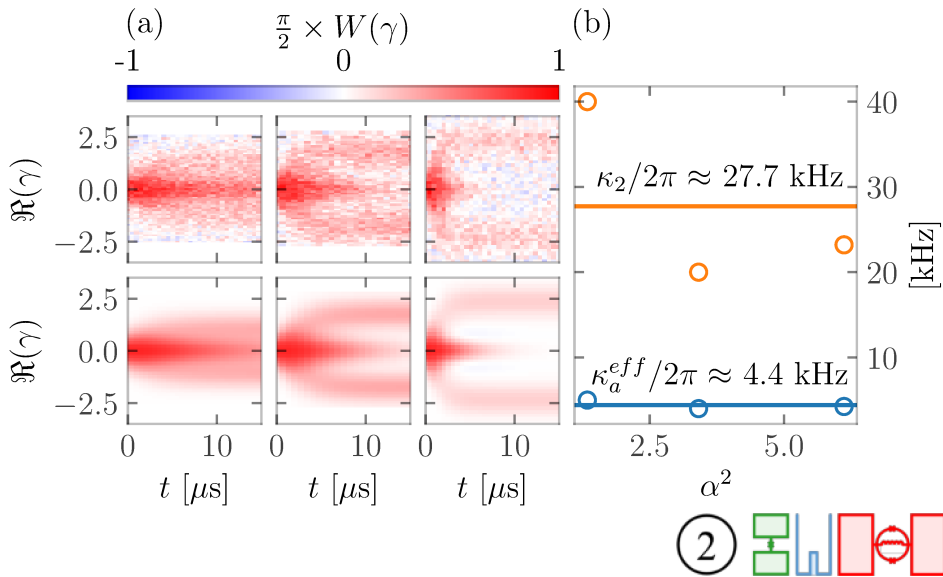 (a)
π/2 × W(γ)
-1 0 1
(b)
2.5
0.0
−2.5
ℜ(γ)
2.5
0.0
−2.5
ℜ(γ)
0 10 0 10 0 10
t [μs] t [μs] t [μs]
κ₂/2π ≈ 27.7 kHz
κₐᵉᶠᶠ/2π ≈ 4.4 kHz
40
30
20
10
[kHz]
2.5 5.0
α²
2